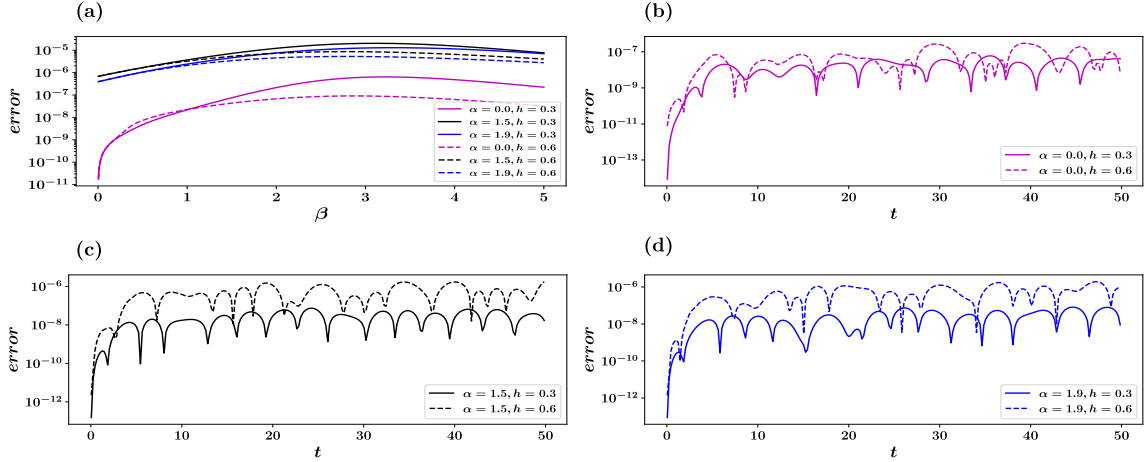 (a)
error
10⁻⁵
10⁻⁶
10⁻⁷
10⁻⁸
10⁻⁹
10⁻¹⁰
10⁻¹¹
0 1 2 3 4 5
β
α = 0.0, h = 0.3
α = 1.5, h = 0.3
α = 1.9, h = 0.3
α = 0.0, h = 0.6
α = 1.5, h = 0.6
α = 1.9, h = 0.6
(b)
error
10⁻⁷
10⁻⁹
10⁻¹¹
10⁻¹³
0 10 20 30 40 50
t
α = 0.0, h = 0.3
α = 0.0, h = 0.6
(c)
error
10⁻⁶
10⁻⁸
10⁻¹⁰
10⁻¹²
0 10 20 30 40 50
t
α = 1.5, h = 0.3
α = 1.5, h = 0.6
(d)
error
10⁻⁶
10⁻⁸
10⁻¹⁰
10⁻¹²
0 10 20 30 40 50
t
α = 1.9, h = 0.3
α = 1.9, h = 0.6